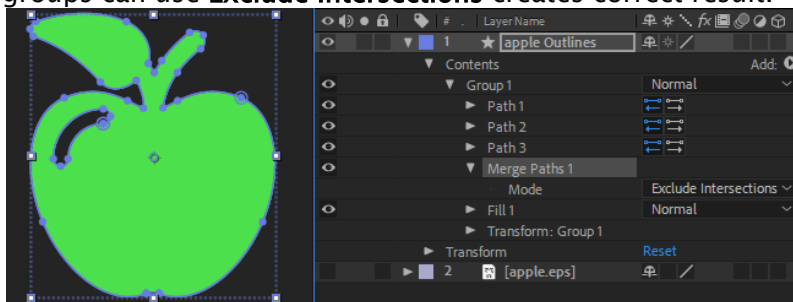 groups can use Exclude Intersections creates correct result.
# . Layer Name
1 apple Outlines
Contents Add:
Group 1 Normal
Path 1
Path 2
Path 3
Merge Paths 1
Mode Exclude Intersections
Fill 1 Normal
Transform: Group 1
Transform Reset
2 [apple.eps]